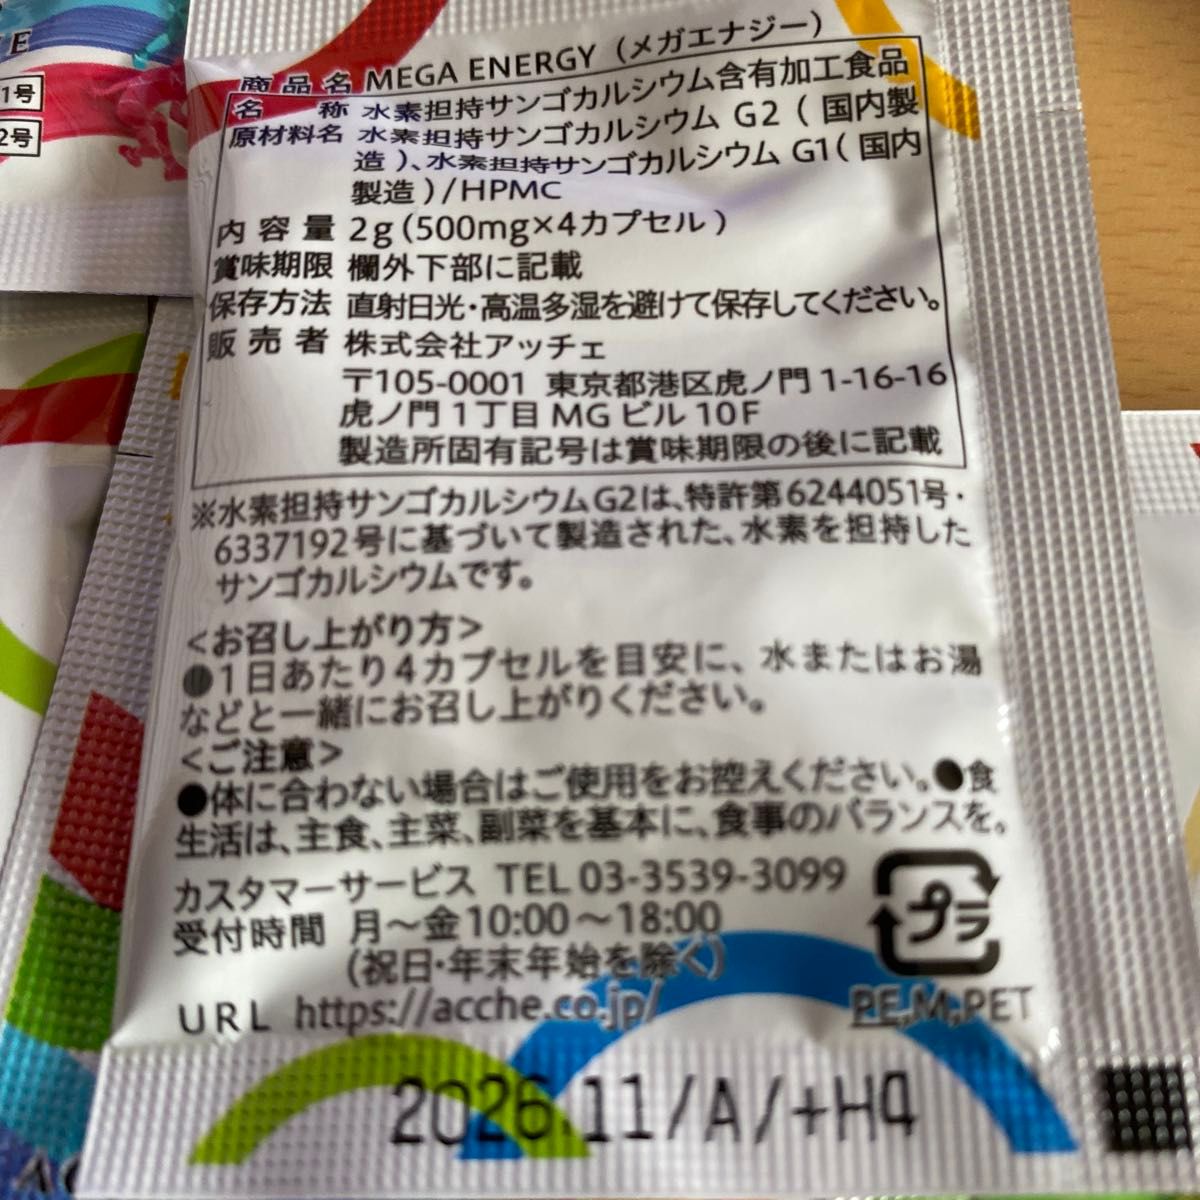 E
1号
2号
商品名 MEGA ENERGY（メガエナジー）
名 称 水素担持サンゴカルシウム含有加工食品
原材料名 水素担持サンゴカルシウム G2（国内製
造）、水素担持サンゴカルシウム G1（国内
製造）/HPMC
内容量 2g（500mg×4カプセル）
賞味期限 欄外下部に記載
保存方法 直射日光・高温多湿を避けて保存してください。
販売者 株式会社アッチェ
〒105-0001 東京都港区虎ノ門 1-16-16
虎ノ門 1丁目 MG ビル 10F
製造所固有記号は賞味期限の後に記載
※水素担持サンゴカルシウムG2は、特許第6244051号・
6337192号に基づいて製造された、水素を担持した
サンゴカルシウムです。
<お召し上がり方>
●1日あたり4カプセルを目安に、水またはお湯
などと一緒にお召し上がりください。
<ご注意>
●体に合わない場合はご使用をお控えください。●食
生活は、主食、主菜、副菜を基本に、食事のバランスを。
カスタマーサービス TEL 03-3539-3099
受付時間 月～金10:00～18:00
（祝日・年末年始を除く）
URL https://acche.co.jp/
プラ
PE,M,PET
2026.11/A/+H4